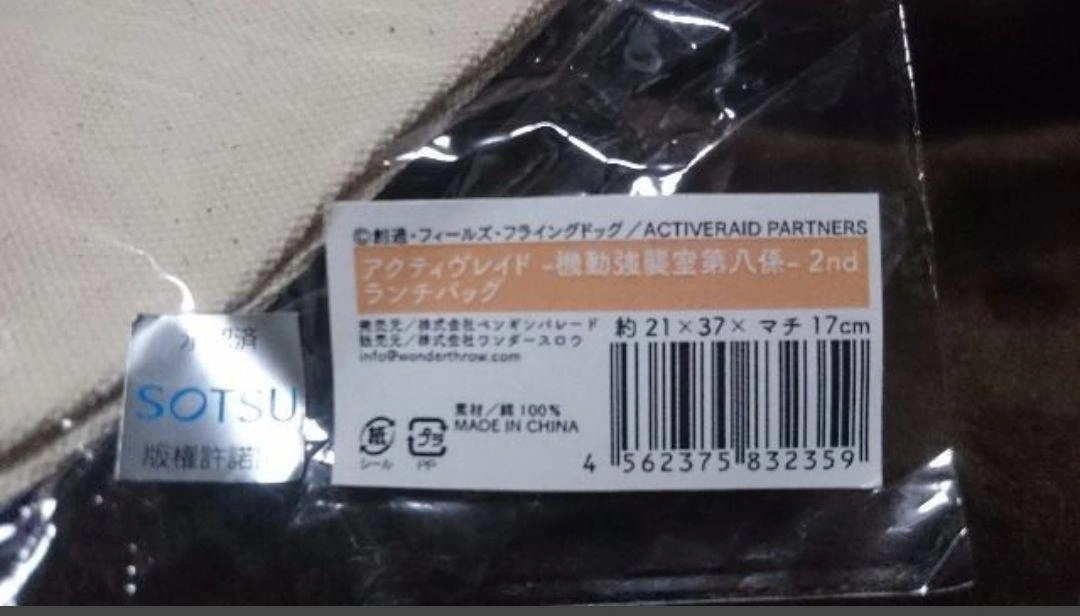 ©創通・フィールズ・フライングドッグ/ACTIVERAID PARTNERS
アクティヴレイド -機動強襲室第八係- 2nd
ランチバッグ
発売元/株式会社ペンギンパレード
販売元/株式会社ワンダースロウ
info@wonderthrow.com
約 21×37× マチ 17cm
素材/綿 100%
MADE IN CHINA
紙
シール
プラ
PP
4 562375 832359
済
SOTSU
版権許諾